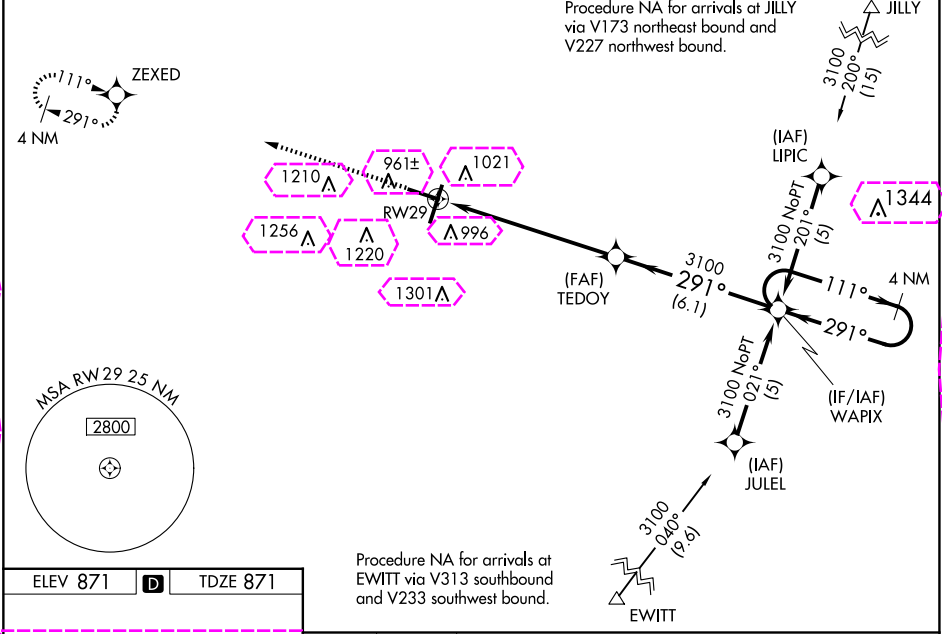 Procedure NA for arrivals at JILLY
via V173 northeast bound and
V227 northwest bound.
JILLY
3100
200°
(15)
ZEXED
111°
291°
4 NM
(IAF)
LIPIC
1210
961±
1021
1344
RW29
3100 NoPT
201°
(5)
1256
1220
996
1301
(FAF)
TEDOY
3100
291°
(6.1)
111°
4 NM
291°
(IF/IAF)
WAPIX
3100 NoPT
021°
(5)
MSA RW29 25 NM
2800
(IAF)
JULEL
3100
040°
(9.6)
EWITT
Procedure NA for arrivals at
EWITT via V313 southbound
and V233 southwest bound.
ELEV 871 D TDZE 871